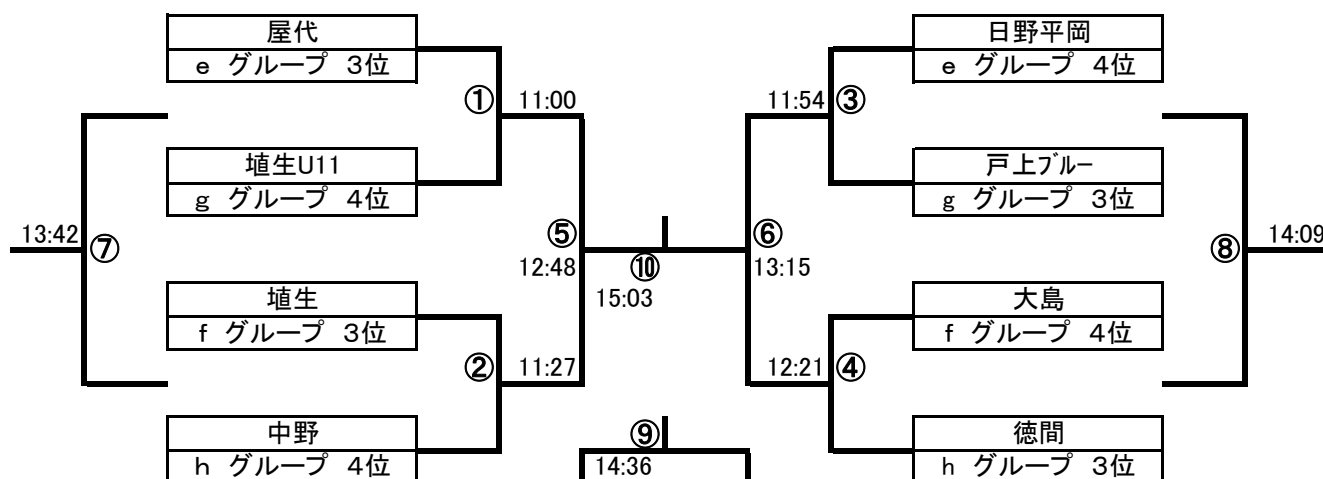 屋代
e グループ 3位
日野平岡
e グループ 4位
① 11:00
11:54 ③
埴生U11
g グループ 4位
戸上ブルー
g グループ 3位
13:42 ⑦
⑤
12:48
⑩
15:03
⑥
13:15
⑧ 14:09
埴生
f グループ 3位
大島
f グループ 4位
② 11:27
12:21 ④
中野
h グループ 4位
⑨
14:36
徳間
h グループ 3位